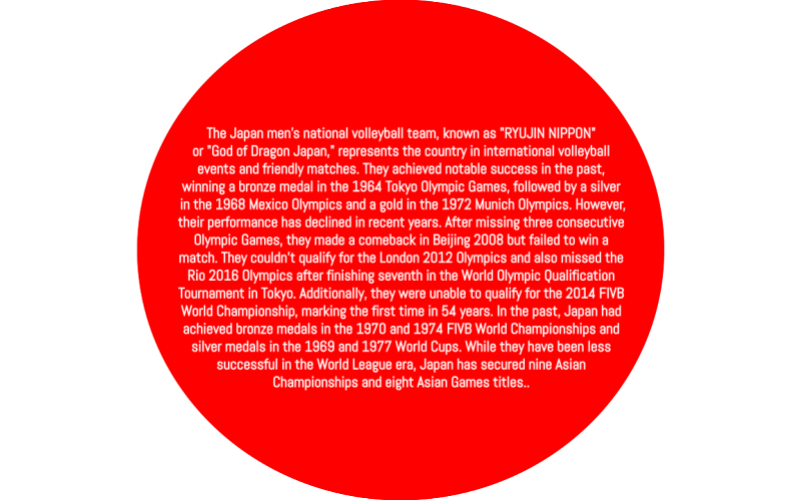 The Japan men's national volleyball team, known as "RYUJIN NIPPON"
or "God of Dragon Japan," represents the country in international volleyball
events and friendly matches. They achieved notable success in the past,
winning a bronze medal in the 1964 Tokyo Olympic Games, followed by a silver
in the 1968 Mexico Olympics and a gold in the 1972 Munich Olympics. However,
their performance has declined in recent years. After missing three consecutive
Olympic Games, they made a comeback in Beijing 2008 but failed to win a
match. They couldn't qualify for the London 2012 Olympics and also missed the
Rio 2016 Olympics after finishing seventh in the World Olympic Qualification
Tournament in Tokyo. Additionally, they were unable to qualify for the 2014 FIVB
World Championship, marking the first time in 54 years. In the past, Japan had
achieved bronze medals in the 1970 and 1974 FIVB World Championships and
silver medals in the 1969 and 1977 World Cups. While they have been less
successful in the World League era, Japan has secured nine Asian
Championships and eight Asian Games titles..